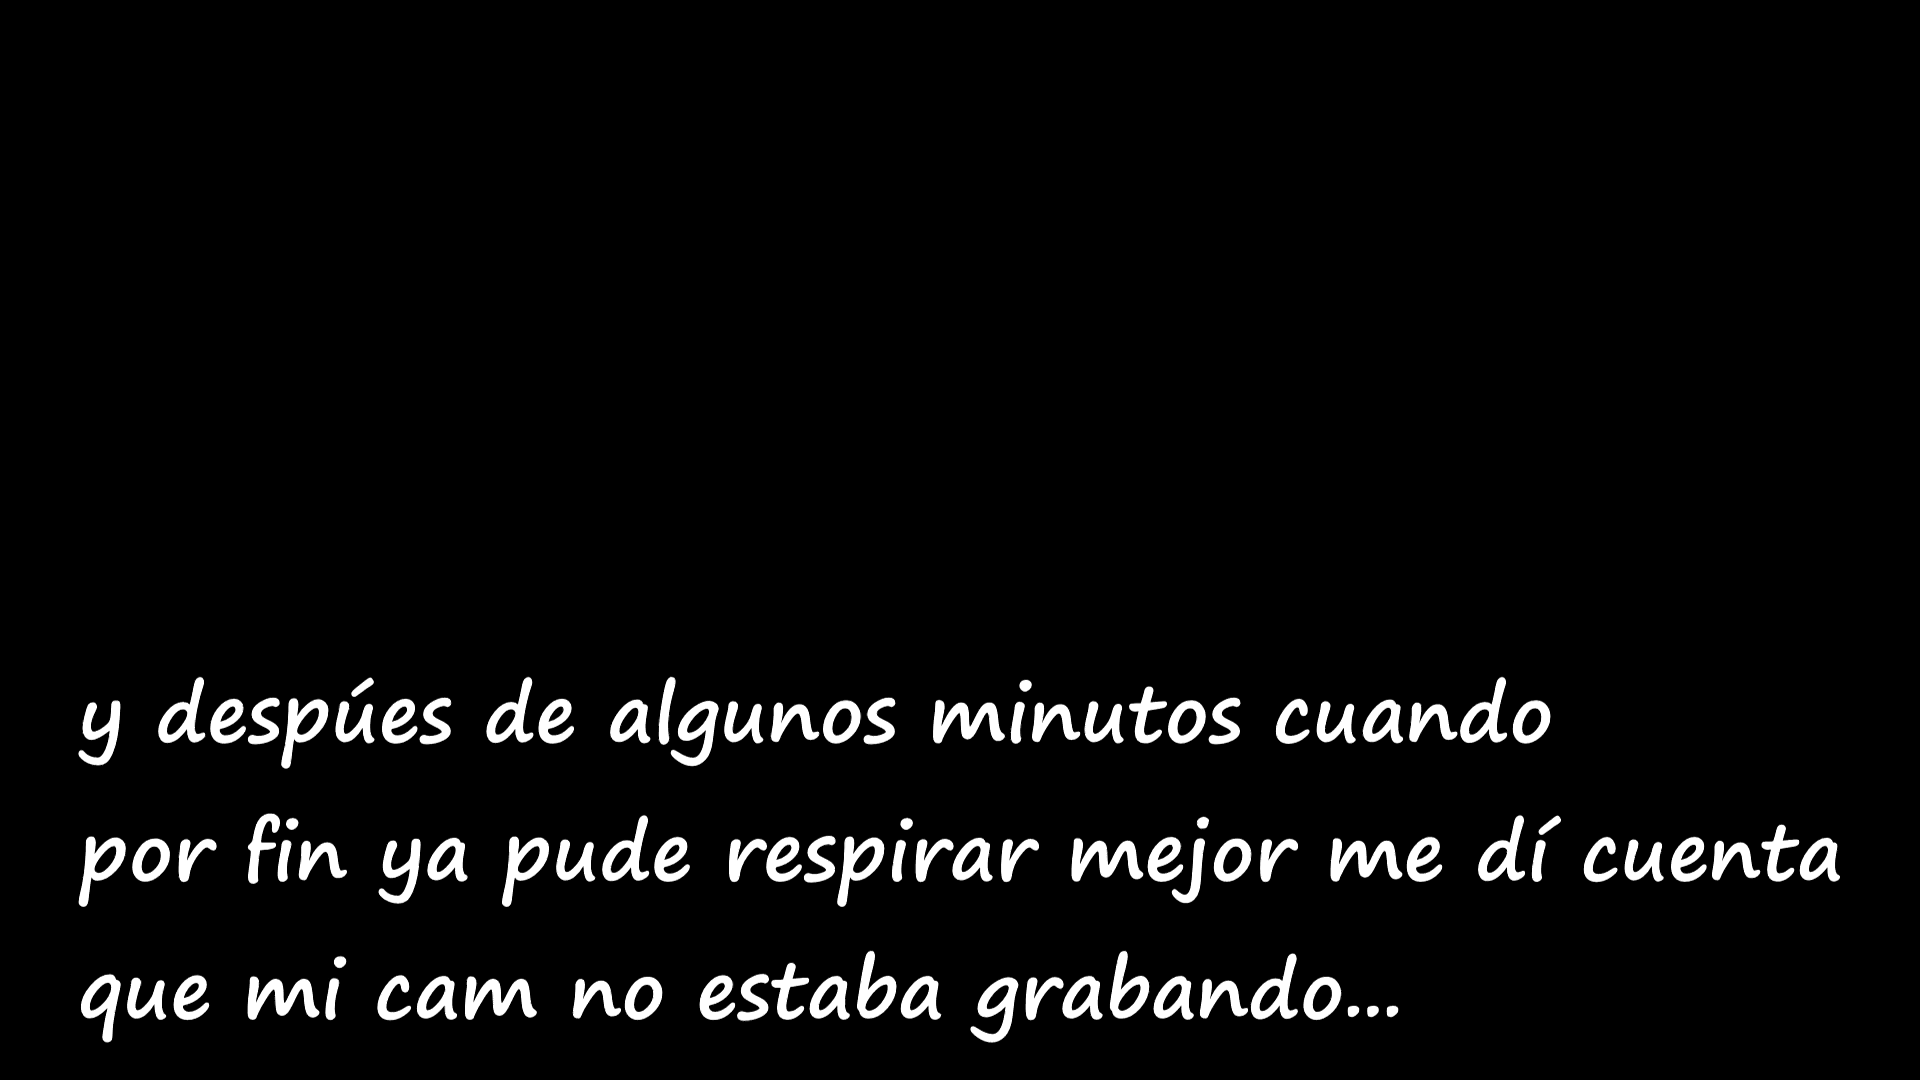 y despúes de algunos minutos cuando
por fin ya pude respirar mejor me dí cuenta
que mi cam no estaba grabando...